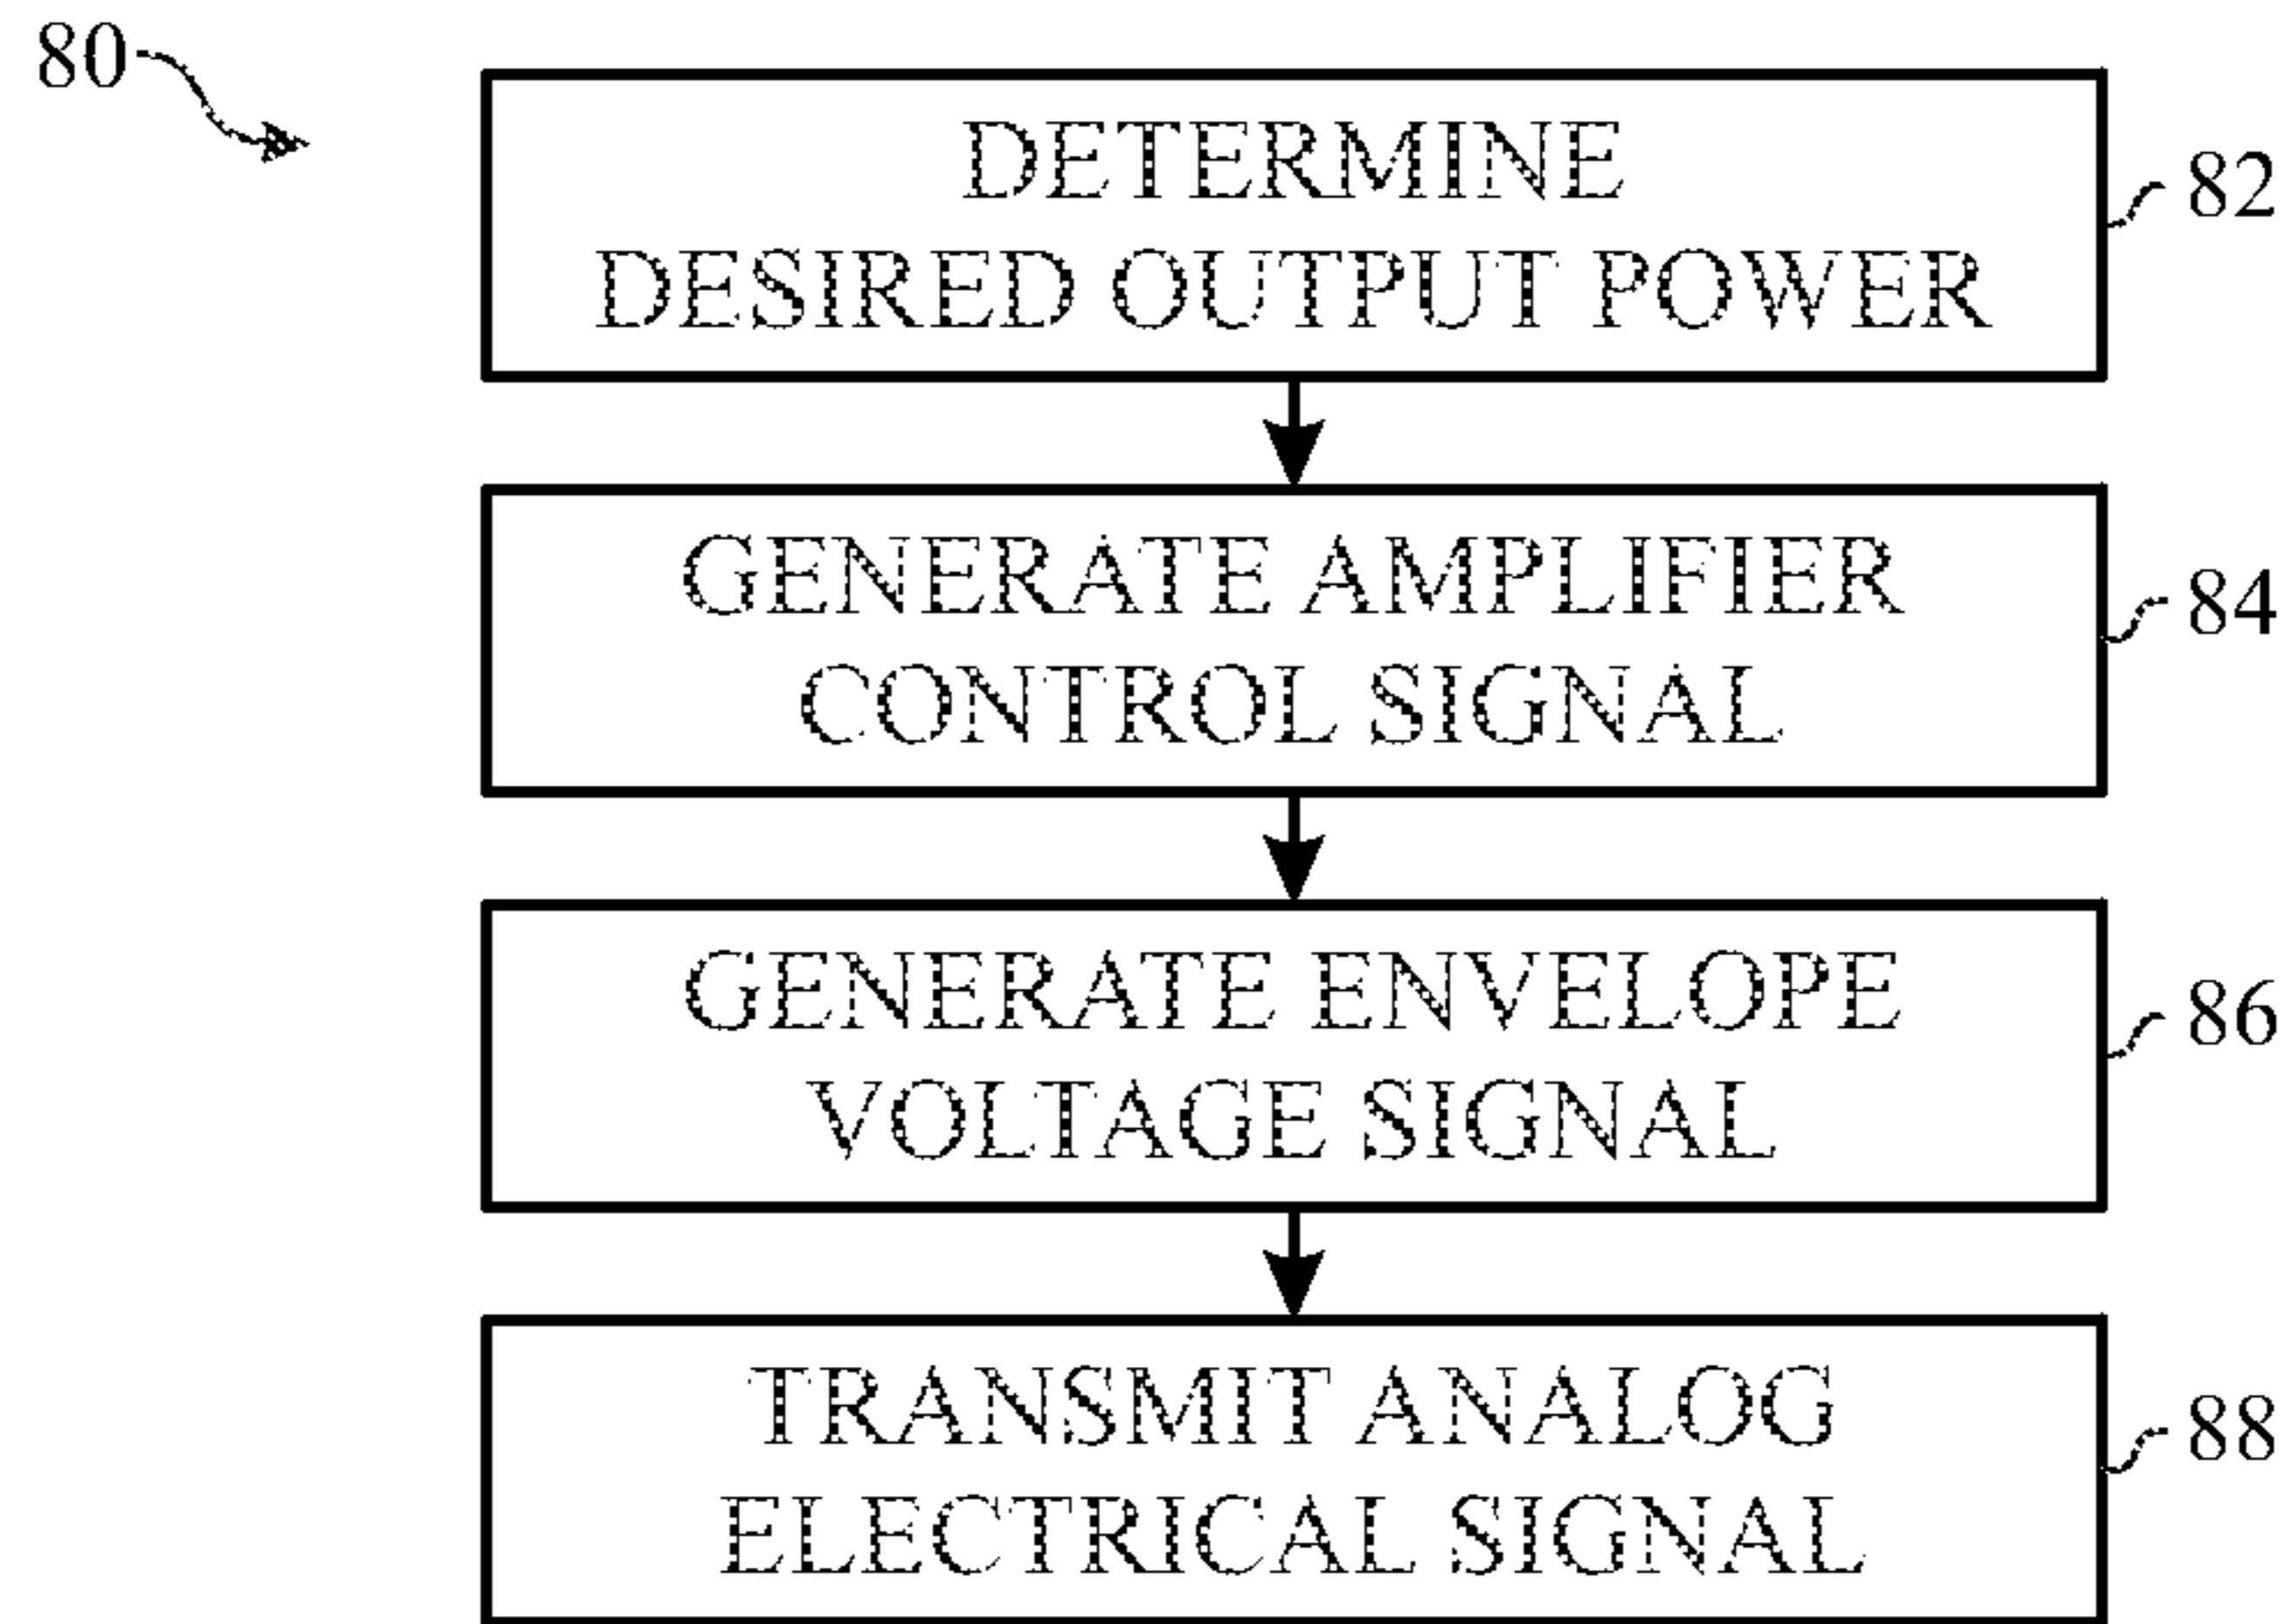 80
DETERMINE
DESIRED OUTPUT POWER
82
GENERATE AMPLIFIER
CONTROL SIGNAL
84
GENERATE ENVELOPE
VOLTAGE SIGNAL
86
TRANSMIT ANALOG
ELECTRICAL SIGNAL
88